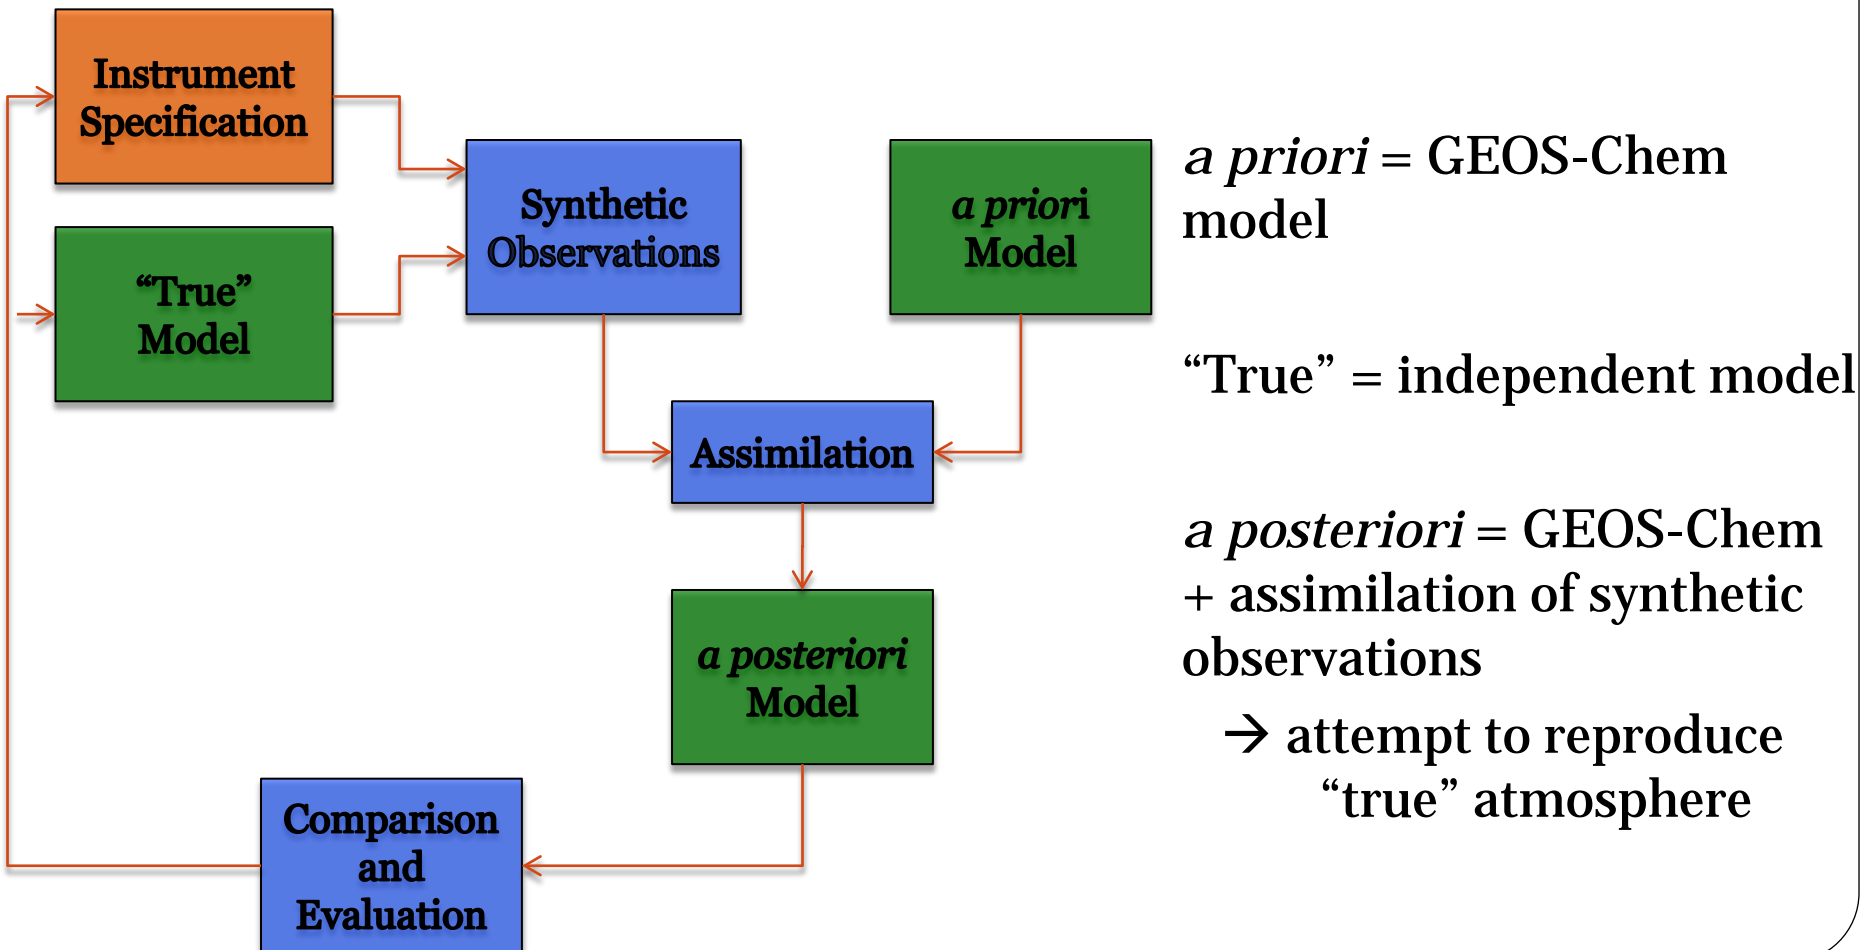 Instrument
Specification
“True”
Model
Synthetic
Observations
a priori
Model
Assimilation
a posteriori
Model
Comparison
and
Evaluation
a priori = GEOS-Chem
model
“True” = independent model
a posteriori = GEOS-Chem
+ assimilation of synthetic
observations
→ attempt to reproduce
“true” atmosphere